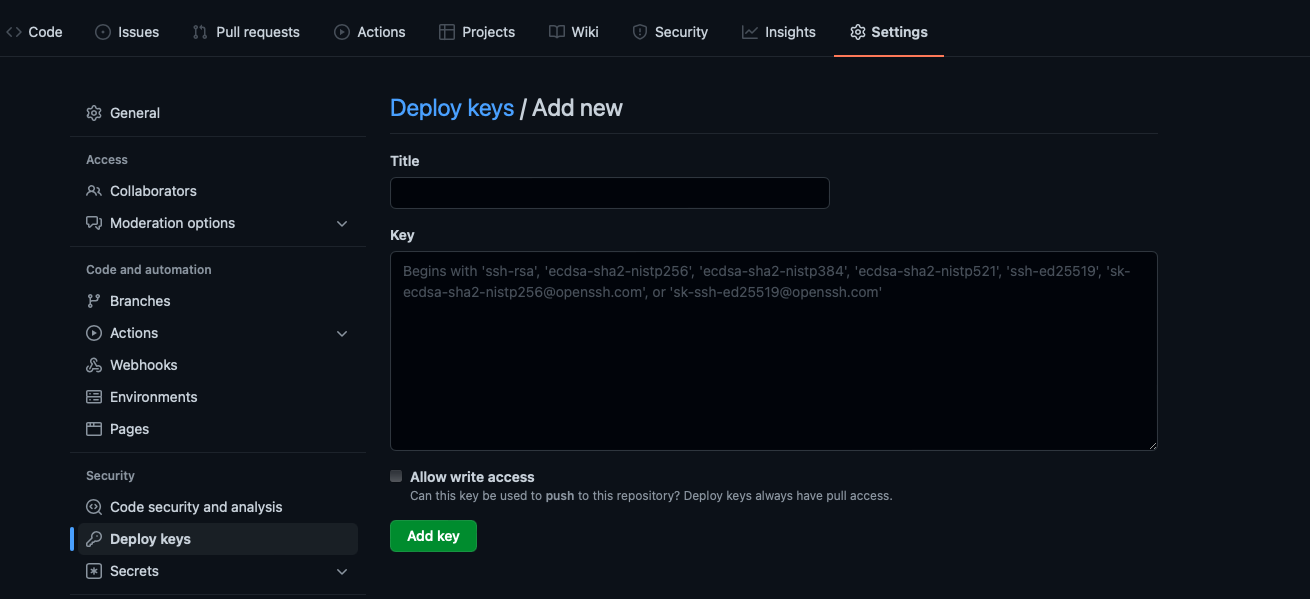 Code Issues Pull requests Actions Projects Wiki Security Insights Settings
General
Access
Collaborators
Moderation options
Code and automation
Branches
Actions
Webhooks
Environments
Pages
Security
Code security and analysis
Deploy keys
Secrets
Deploy keys / Add new
Title
Key
Begins with 'ssh-rsa', 'ecdsa-sha2-nistp256', 'ecdsa-sha2-nistp384', 'ecdsa-sha2-nistp521', 'ssh-ed25519', 'sk-
ecdsa-sha2-nistp256@openssh.com', or 'sk-ssh-ed25519@openssh.com'
Allow write access
Can this key be used to push to this repository? Deploy keys always have pull access.
Add key